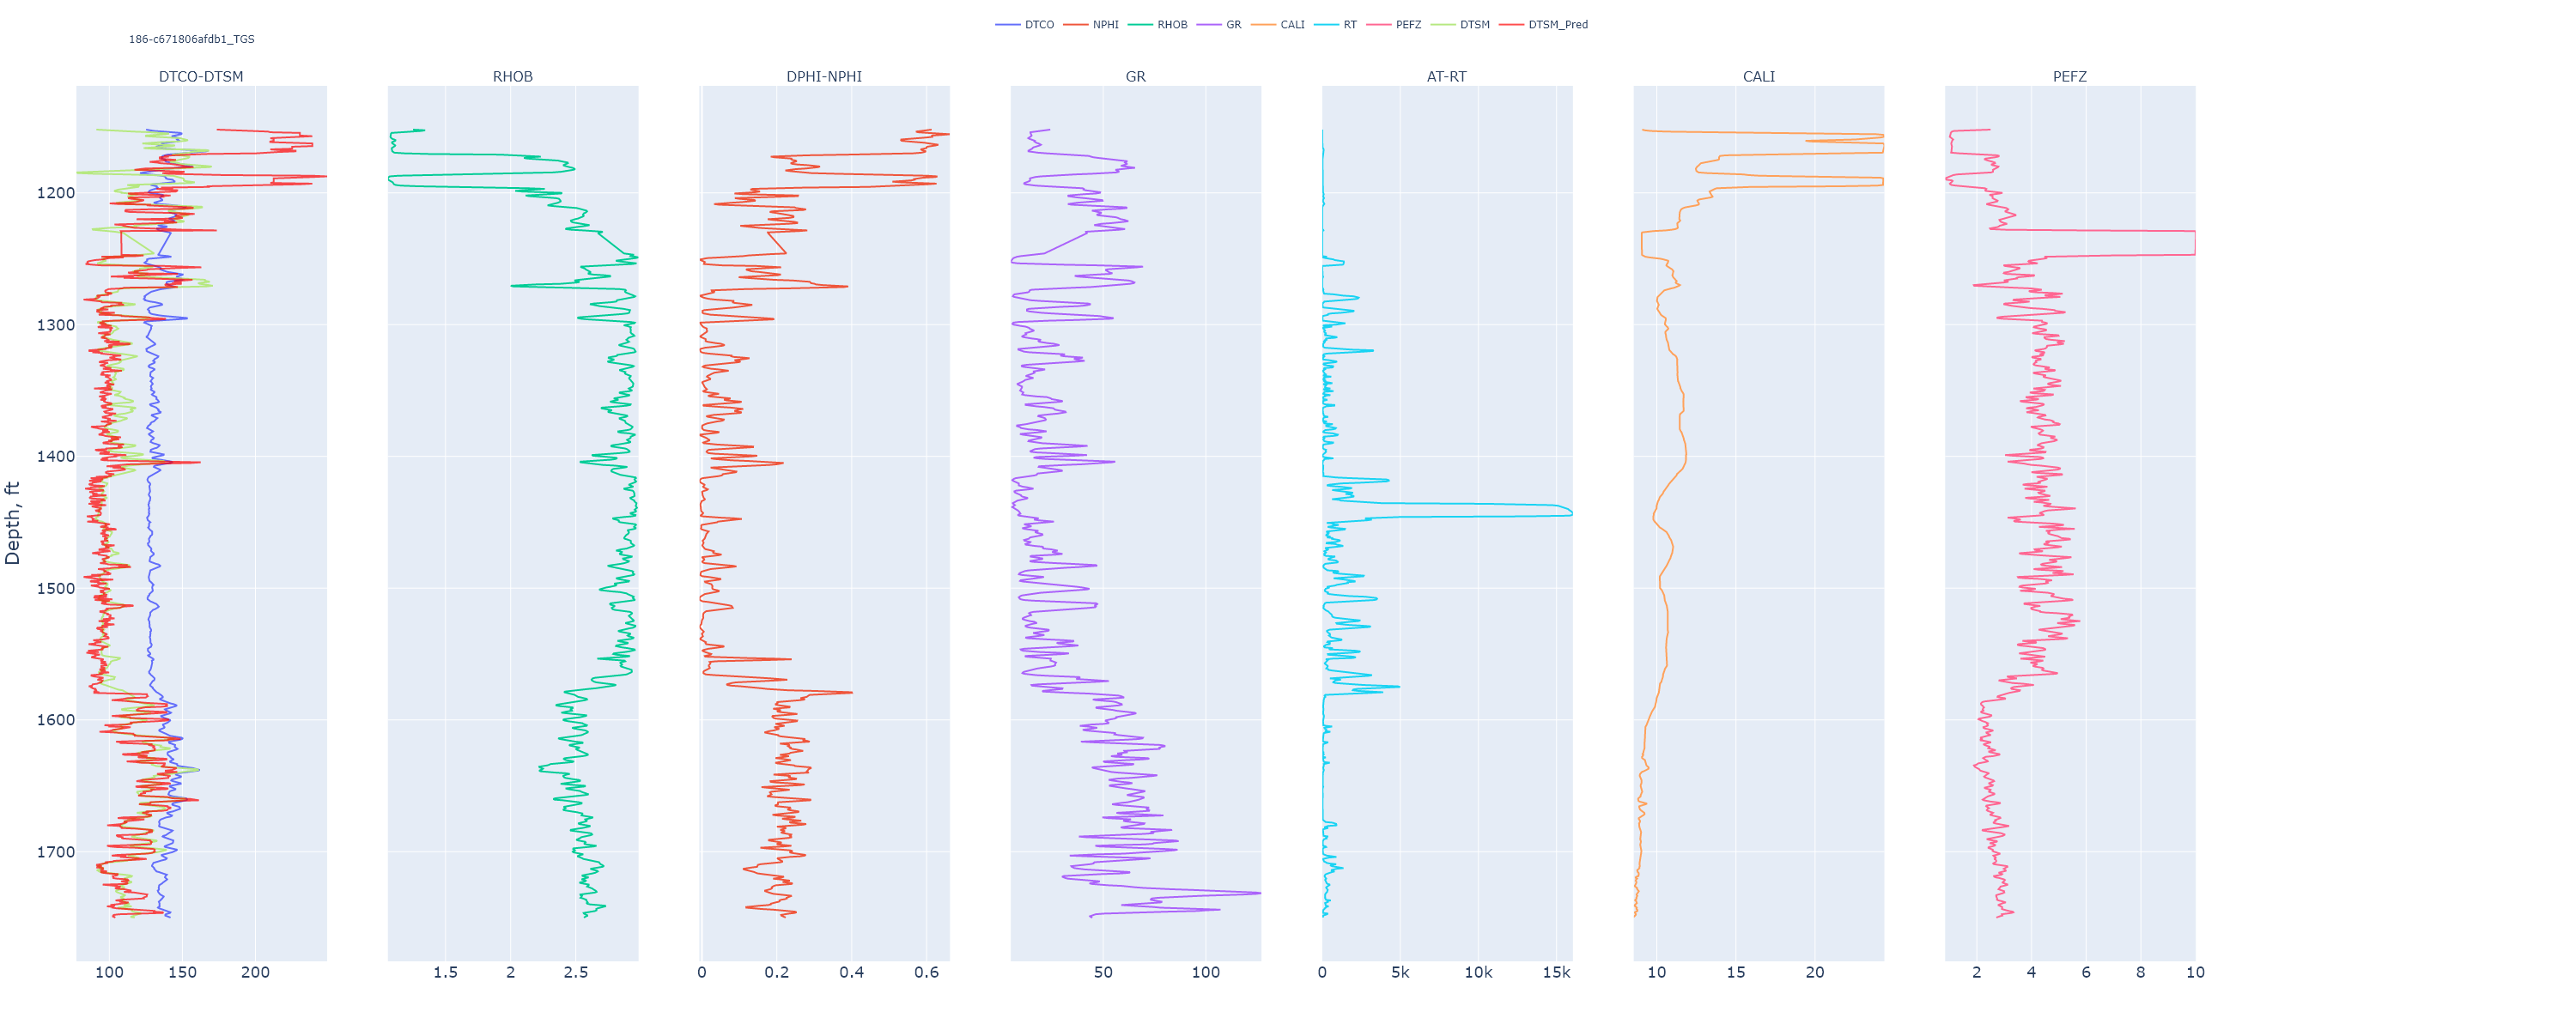 DTCO NPHI RHOB GR CALI RT PEFZ DTSM DTSM_Pred
186-c671806afdb1_TGS
DTCO-DTSM RHOB DPHI-NPHI GR AT-RT CALI PEFZ
Depth, ft
1200
1300
1400
1500
1600
1700
100 150 200 1.5 2 2.5 0 0.2 0.4 0.6 50 100 0 5k 10k 15k 10 15 20 2 4 6 8 10